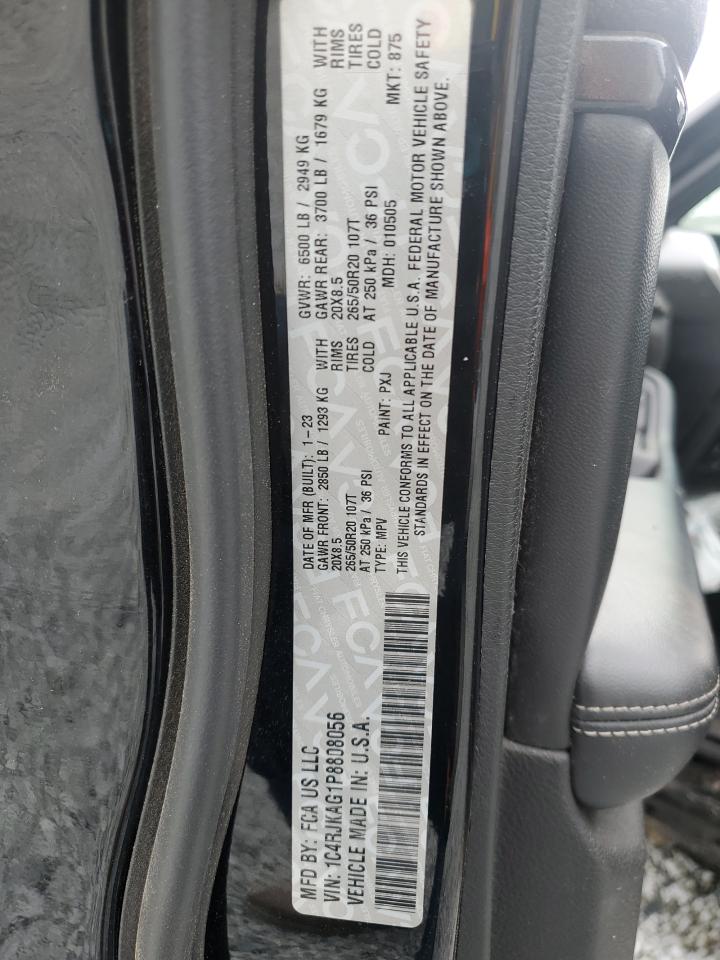 MFD BY: FCA US LLC
VIN: 1C4RJKAG1P8808056
VEHICLE MADE IN: U.S.A.
DATE OF MFR (BUILT): 1-23 GVWR: 6500 LB / 2949 KG
GAWR FRONT: 2850 LB / 1293 KG WITH GAWR REAR: 3700 LB / 1679 KG WITH
20X8.5 RIMS 20X8.5 RIMS
265/50R20 107T TIRES 265/50R20 107T TIRES
AT 250 kPa / 36 PSI COLD AT 250 kPa / 36 PSI COLD
TYPE: MPV PAINT: PXJ MDH: 010505 MKT: 875
THIS VEHICLE CONFORMS TO ALL APPLICABLE U.S.A. FEDERAL MOTOR VEHICLE SAFETY
STANDARDS IN EFFECT ON THE DATE OF MANUFACTURE SHOWN ABOVE.